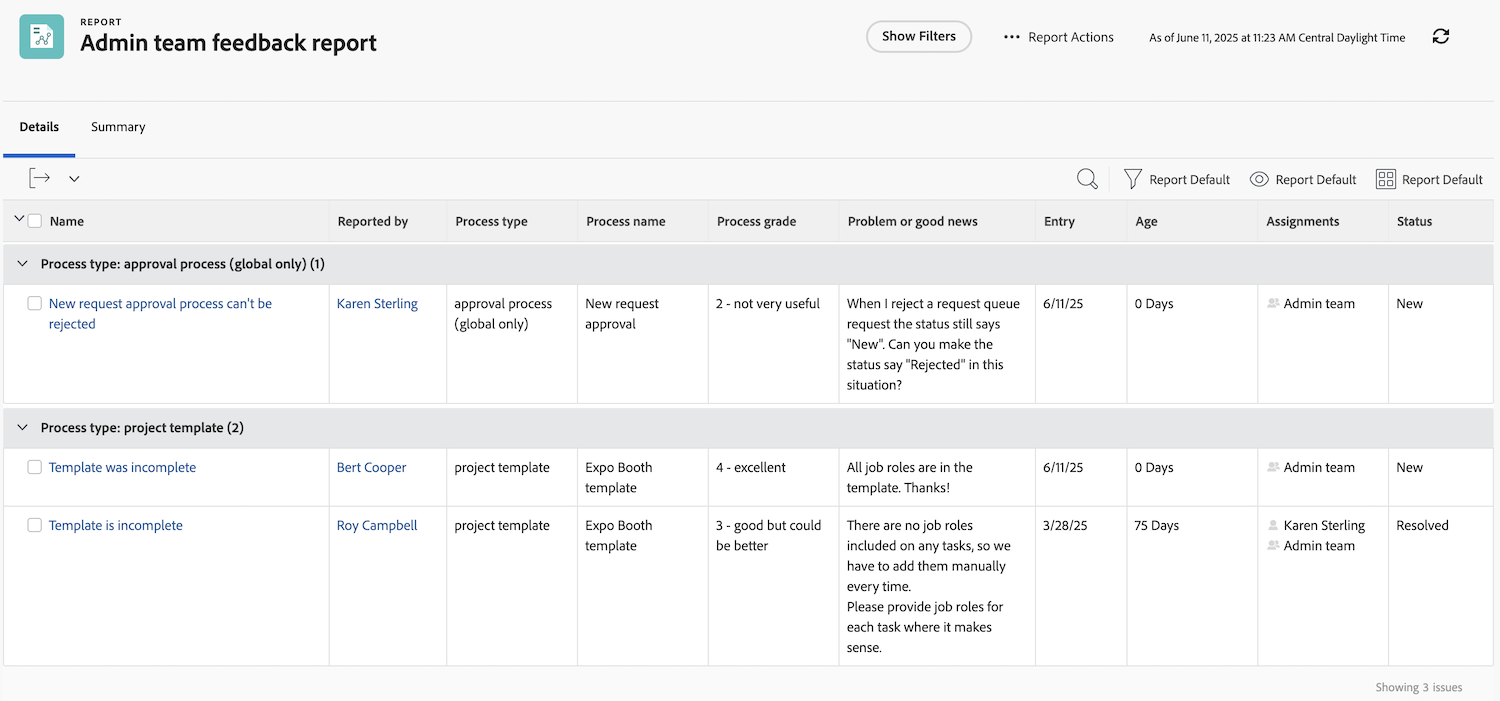 REPORT
Admin team feedback report
Show Filters
Report Actions
As of June 11, 2025 at 11:23 AM Central Daylight Time
Details
Summary
Report Default
Report Default
Report Default
Name
Reported by
Process type
Process name
Process grade
Problem or good news
Entry
Age
Assignments
Status
Process type: approval process (global only) (1)
New request approval process can't be
rejected
Karen Sterling
approval process
(global only)
New request
approval
2 - not very useful
When I reject a request queue
request the status still says
"New". Can you make the
status say "Rejected" in this
situation?
6/11/25
0 Days
Admin team
New
Process type: project template (2)
Template was incomplete
Bert Cooper
project template
Expo Booth
template
4 - excellent
All job roles are in the
template. Thanks!
6/11/25
0 Days
Admin team
New
Template is incomplete
Roy Campbell
project template
Expo Booth
template
3 - good but could
be better
There are no job roles
included on any tasks, so we
have to add them manually
every time.
Please provide job roles for
each task where it makes
sense.
3/28/25
75 Days
Karen Sterling
Admin team
Resolved
Showing 3 issues